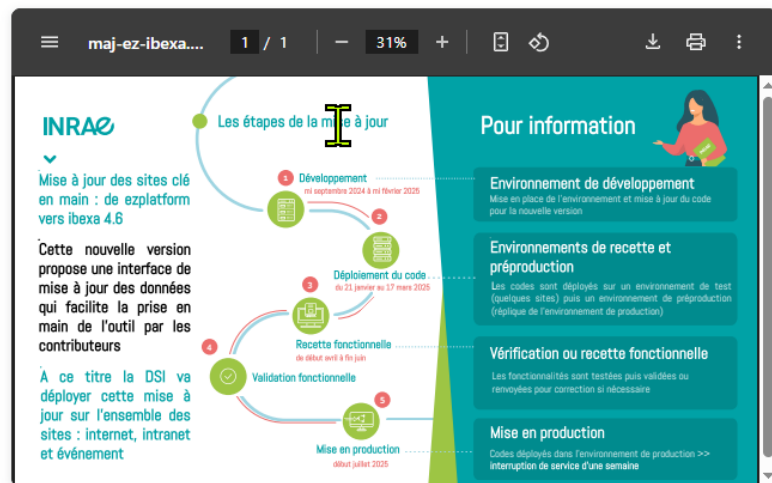 maj-ez-ibexa....
1 / 1
31%
INRAE
Les étapes de la mise à jour
Pour information
Mise à jour des sites clé
en main : de ezplatform
vers ibexa 4.6
Cette nouvelle version
propose une interface de
mise à jour des données
qui facilite la prise en
main de l'outil par les
contributeurs
A ce titre la DSI va
déployer cette mise à
jour sur l'ensemble des
sites : internet, intranet
et événement
1
Développement
mi septembre 2024 à mi février 2025
2
Déploiement du code
du 21 janvier au 17 mars 2025
3
Recette fonctionnelle
de début avril à fin juin
4
Validation fonctionnelle
5
Mise en production
début juillet 2025
Environnement de développement
Mise en place de l'environnement et mise à jour du code
pour la nouvelle version
Environnements de recette et
préproduction
Les codes sont déployés sur un environnement de test
(quelques sites) puis un environnement de préproduction
(réplique de l'environnement de production)
Vérification ou recette fonctionnelle
Les fonctionnalités sont testées puis validées ou
renvoyées pour correction si nécessaire
Mise en production
Codes déployés dans l'environnement de production >>
interruption de service d'une semaine